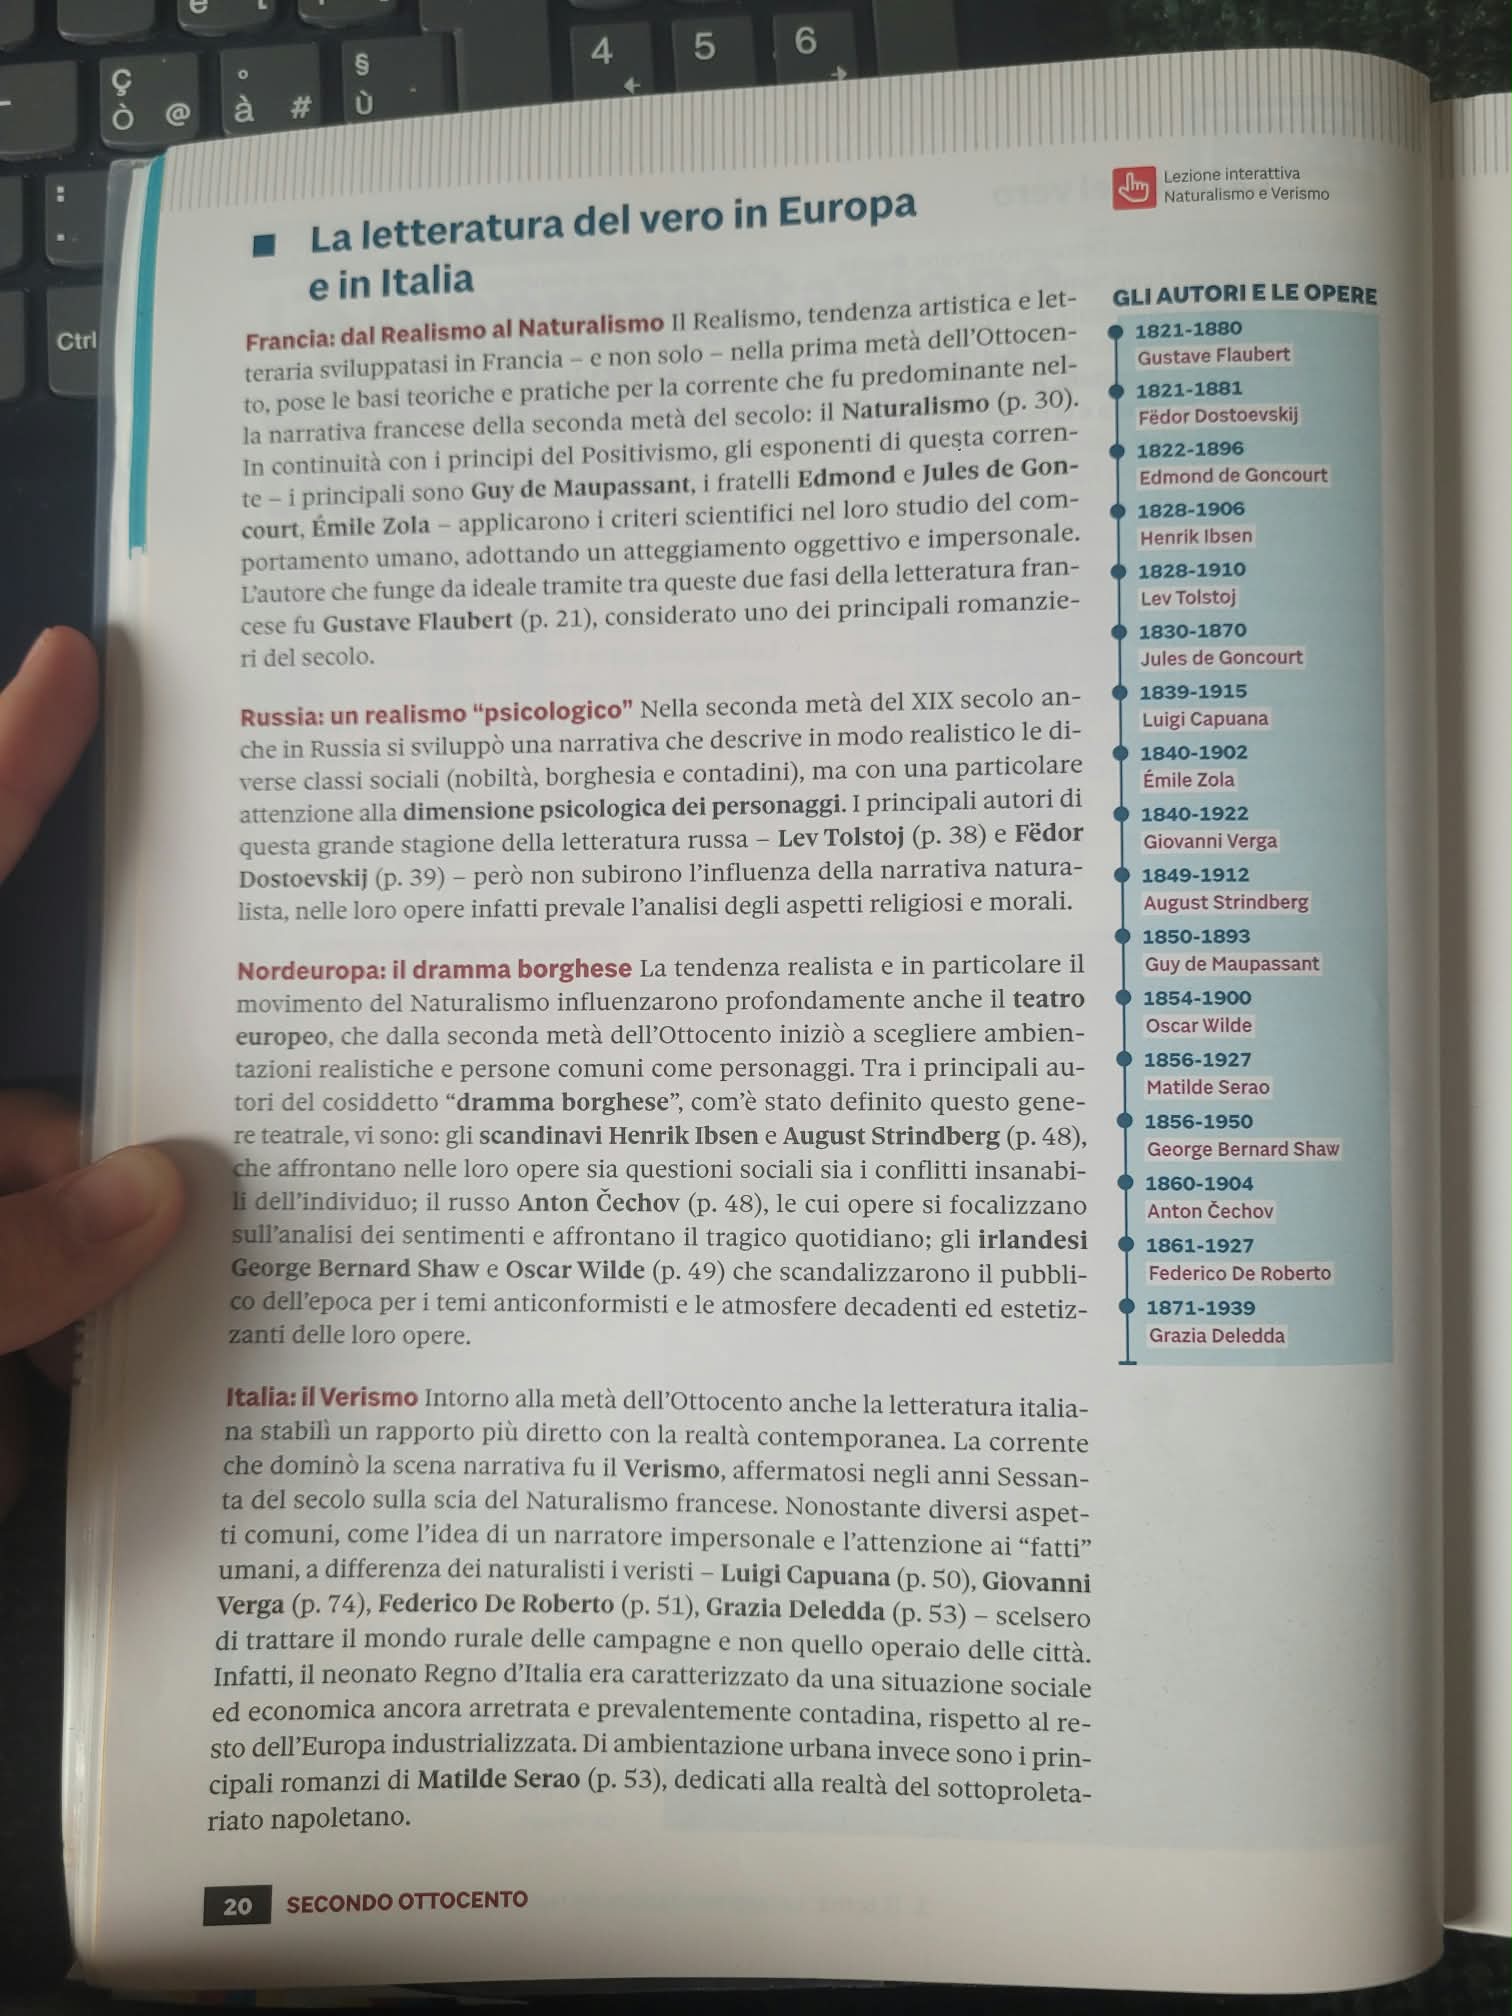 ç
ò @
°
à #
§
ù
4
5
6
:
.
Ctrl
Lezione interattiva
Naturalismo e Verismo
La letteratura del vero in Europa
e in Italia
Francia: dal Realismo al Naturalismo Il Realismo, tendenza artistica e let-
teraria sviluppatasi in Francia – e non solo – nella prima metà dell'Ottocen-
to, pose le basi teoriche e pratiche per la corrente che fu predominante nel-
la narrativa francese della seconda metà del secolo: il Naturalismo (p. 30).
In continuità con i principi del Positivismo, gli esponenti di questa corren-
te – i principali sono Guy de Maupassant, i fratelli Edmond e Jules de Gon-
court, Émile Zola – applicarono i criteri scientifici nel loro studio del com-
portamento umano, adottando un atteggiamento oggettivo e impersonale.
L'autore che funge da ideale tramite tra queste due fasi della letteratura fran-
cese fu Gustave Flaubert (p. 21), considerato uno dei principali romanzie-
ri del secolo.
Russia: un realismo "psicologico" Nella seconda metà del XIX secolo an-
che in Russia si sviluppò una narrativa che descrive in modo realistico le di-
verse classi sociali (nobiltà, borghesia e contadini), ma con una particolare
attenzione alla dimensione psicologica dei personaggi. I principali autori di
questa grande stagione della letteratura russa – Lev Tolstoj (p. 38) e Fëdor
Dostoevskij (p. 39) – però non subirono l'influenza della narrativa natura-
lista, nelle loro opere infatti prevale l'analisi degli aspetti religiosi e morali.
Nordeuropa: il dramma borghese La tendenza realista e in particolare il
movimento del Naturalismo influenzarono profondamente anche il teatro
europeo, che dalla seconda metà dell'Ottocento iniziò a scegliere ambien-
tazioni realistiche e persone comuni come personaggi. Tra i principali au-
tori del cosiddetto "dramma borghese", com'è stato definito questo gene-
re teatrale, vi sono: gli scandinavi Henrik Ibsen e August Strindberg (p. 48),
che affrontano nelle loro opere sia questioni sociali sia i conflitti insanabi-
li dell'individuo; il russo Anton Čechov (p. 48), le cui opere si focalizzano
sull'analisi dei sentimenti e affrontano il tragico quotidiano; gli irlandesi
George Bernard Shaw e Oscar Wilde (p. 49) che scandalizzarono il pubbli-
co dell'epoca per i temi anticonformisti e le atmosfere decadenti ed estetiz-
zanti delle loro opere.
Italia: il Verismo Intorno alla metà dell'Ottocento anche la letteratura italia-
na stabilì un rapporto più diretto con la realtà contemporanea. La corrente
che dominò la scena narrativa fu il Verismo, affermatosi negli anni Sessan-
ta del secolo sulla scia del Naturalismo francese. Nonostante diversi aspet-
ti comuni, come l'idea di un narratore impersonale e l'attenzione ai "fatti"
umani, a differenza dei naturalisti i veristi – Luigi Capuana (p. 50), Giovanni
Verga (p. 74), Federico De Roberto (p. 51), Grazia Deledda (p. 53) – scelsero
di trattare il mondo rurale delle campagne e non quello operaio delle città.
Infatti, il neonato Regno d'Italia era caratterizzato da una situazione sociale
ed economica ancora arretrata e prevalentemente contadina, rispetto al re-
sto dell'Europa industrializzata. Di ambientazione urbana invece sono i prin-
cipali romanzi di Matilde Serao (p. 53), dedicati alla realtà del sottoproleta-
riato napoletano.
GLI AUTORI E LE OPERE
1821-1880
Gustave Flaubert
1821-1881
Fëdor Dostoevskij
1822-1896
Edmond de Goncourt
1828-1906
Henrik Ibsen
1828-1910
Lev Tolstoj
1830-1870
Jules de Goncourt
1839-1915
Luigi Capuana
1840-1902
Émile Zola
1840-1922
Giovanni Verga
1849-1912
August Strindberg
1850-1893
Guy de Maupassant
1854-1900
Oscar Wilde
1856-1927
Matilde Serao
1856-1950
George Bernard Shaw
1860-1904
Anton Čechov
1861-1927
Federico De Roberto
1871-1939
Grazia Deledda
20 SECONDO OTTOCENTO